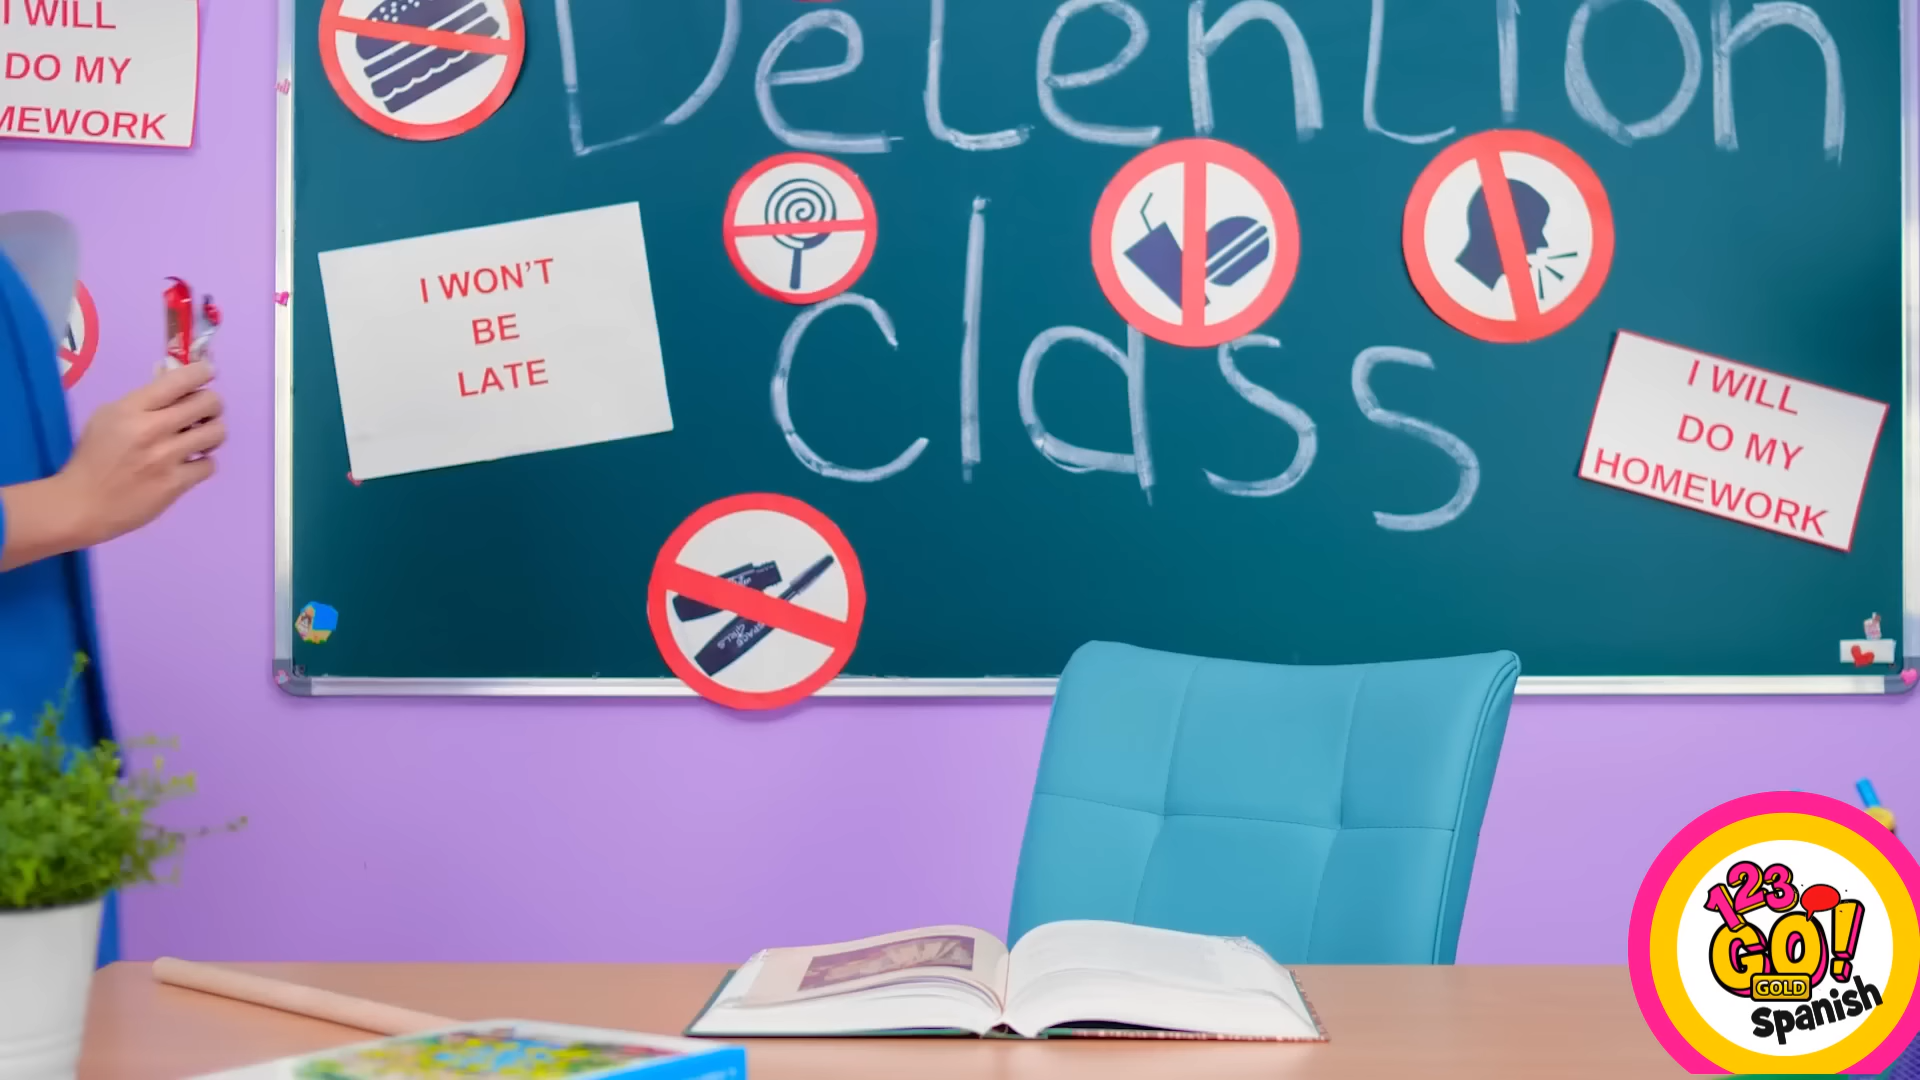 I WILL
DO MY
MEWORK
Detention
Class
I WON'T
BE
LATE
I WILL
DO MY
HOMEWORK
123
GO!
GOLD
Spanish